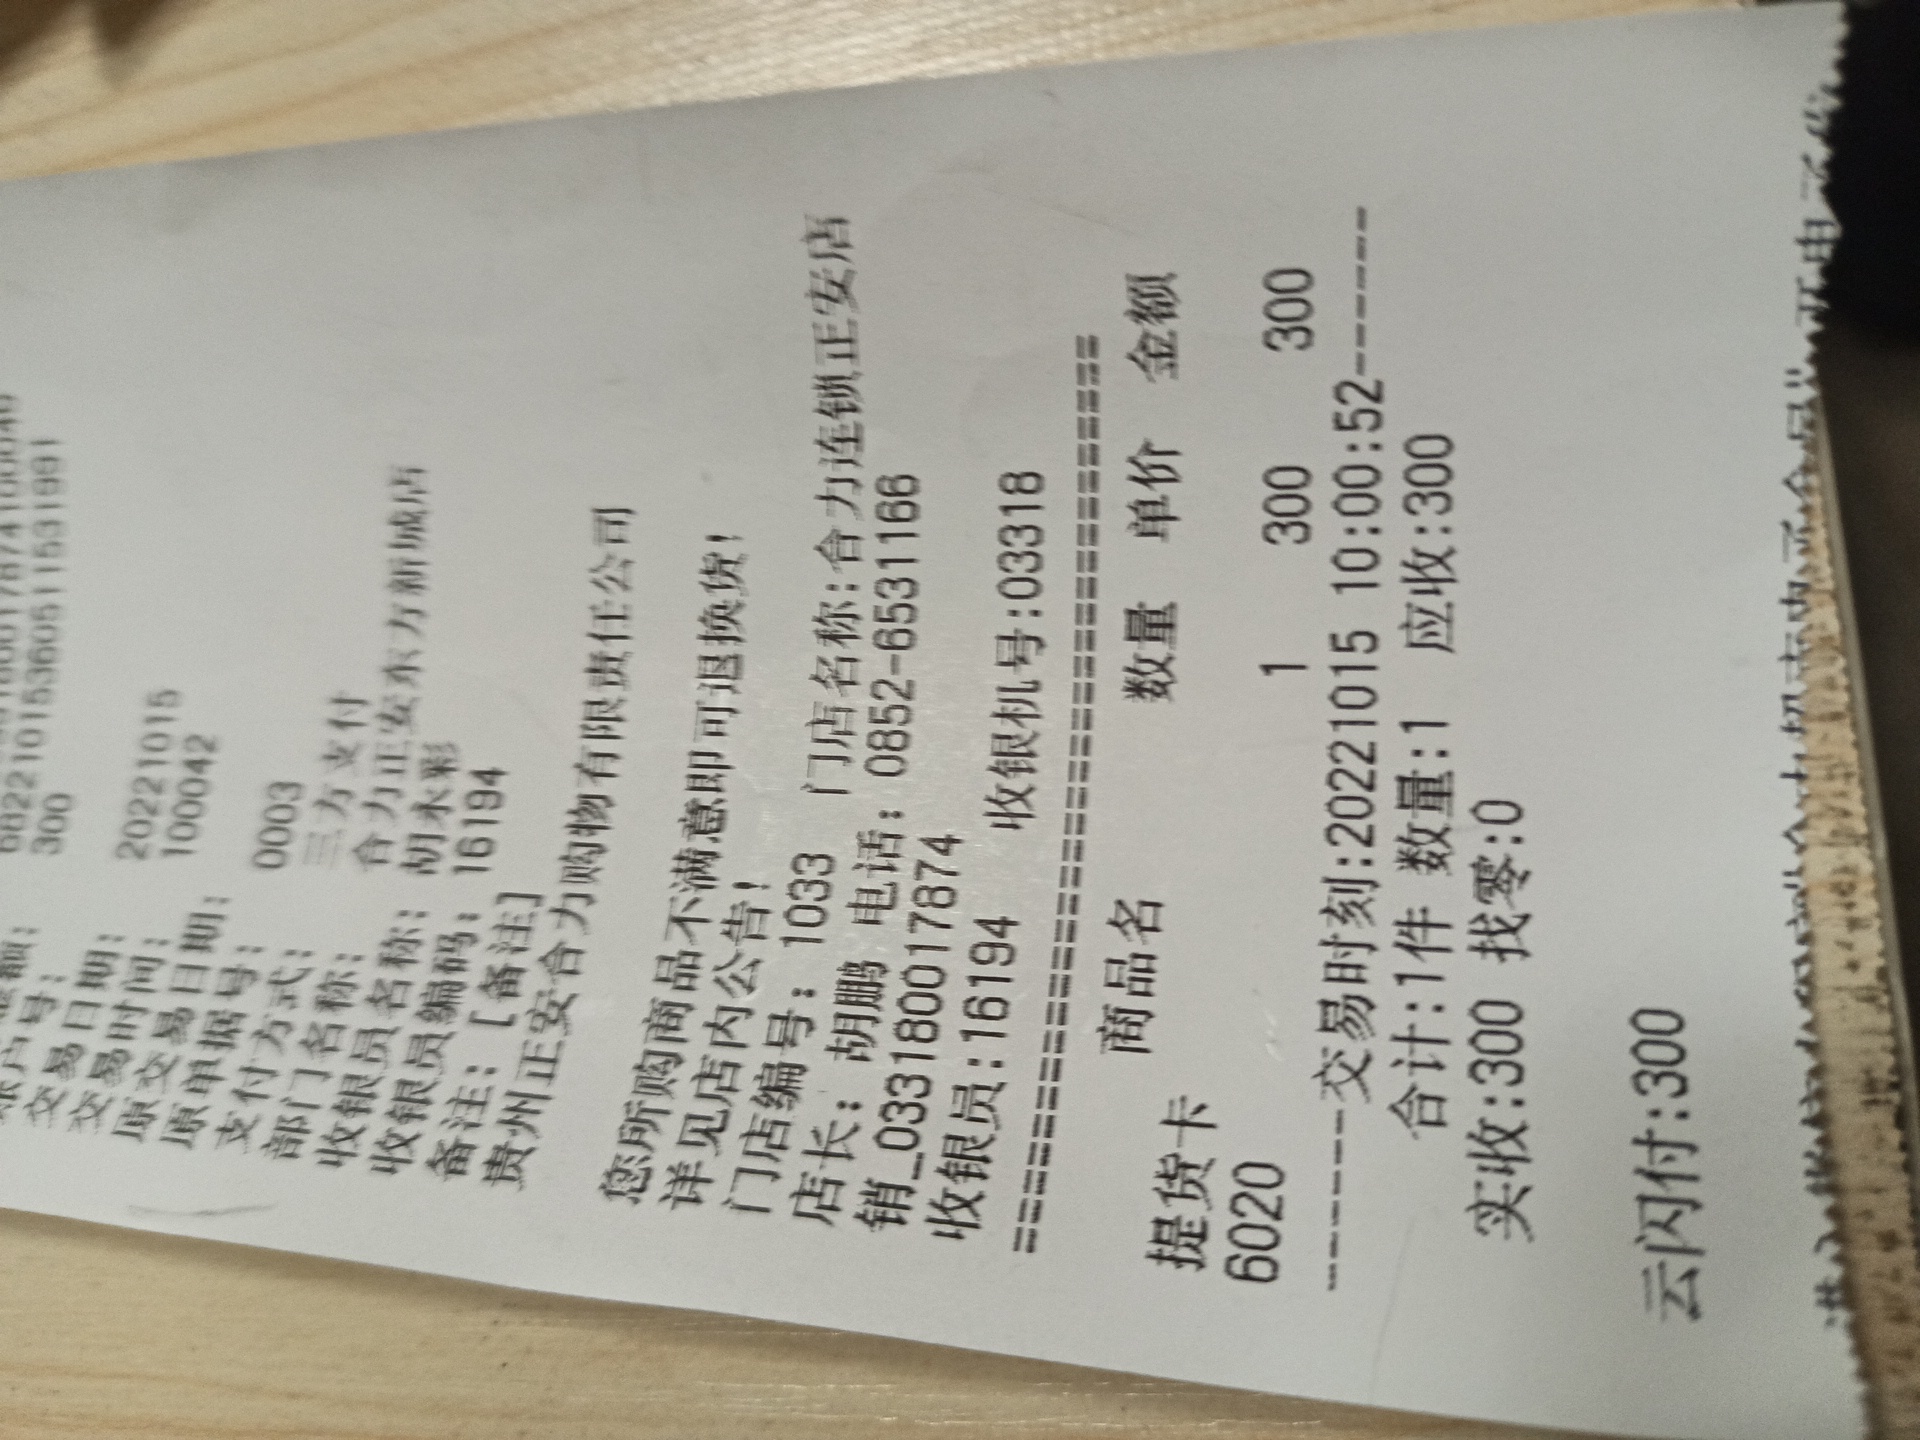 682210153605115319​91
300
账户号:
交易日期: 20221015
交易时间: 100042
原交易日期:
原单据号: 0003
支付方式: 三方支付
部门名称: 合力正安东方新城店
收银员名称: 胡永彩
收银员编码: 16194
备注: [备注]
贵州正安合力购物有限责任公司
您所购商品不满意即可退换货!
详见店内公告!
门店编号: 1033 门店名称:合力连锁正安店
店长: 胡鹏 电话: 0852-6531166
销_03318001​7874
收银员:16194 收银机号:03318
==========================================
商品名 数量 单价 金额
提货卡
6020 1 300 300
-------交易时刻:20221015 10:00:52-------
合计:1件 数量:1 应收:300
实收:300 找零:0
云闪付:300